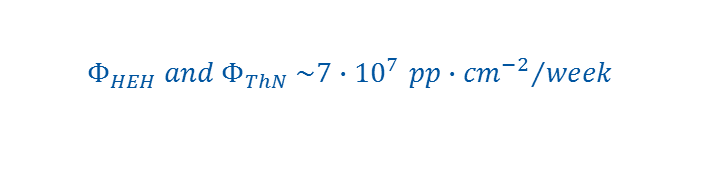 Φ_HEH and Φ_ThN ~7 · 10^7 pp · cm^−2/week